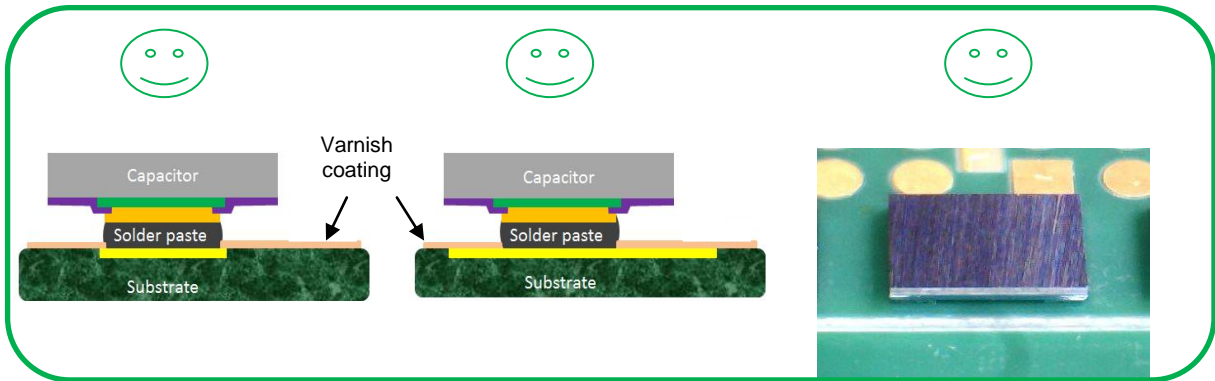 Varnish
coating
Capacitor
Solder paste
Substrate
Capacitor
Solder paste
Substrate